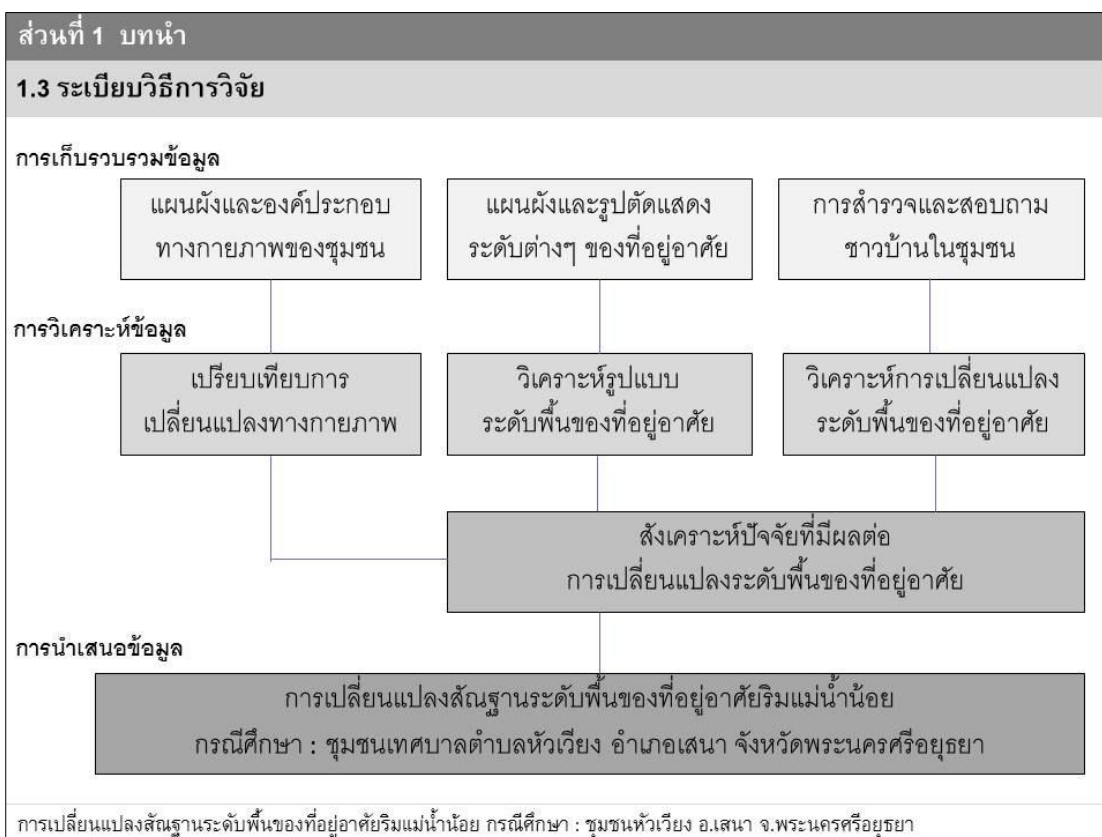 ส่วนที่ 1 บทนำ
1.3 ระเบียบวิธีการวิจัย
การเก็บรวบรวมข้อมูล
แผนผังและองค์ประกอบ
ทางกายภาพของชุมชน
แผนผังและรูปตัดแสดง
ระดับต่างๆ ของที่อยู่อาศัย
การสำรวจและสอบถาม
ชาวบ้านในชุมชน
การวิเคราะห์ข้อมูล
เปรียบเทียบการ
เปลี่ยนแปลงทางกายภาพ
วิเคราะห์รูปแบบ
ระดับพื้นของที่อยู่อาศัย
วิเคราะห์การเปลี่ยนแปลง
ระดับพื้นของที่อยู่อาศัย
สังเคราะห์ปัจจัยที่มีผลต่อ
การเปลี่ยนแปลงระดับพื้นของที่อยู่อาศัย
การนำเสนอข้อมูล
การเปลี่ยนแปลงสัณฐานระดับพื้นของที่อยู่อาศัยริมแม่น้ำน้อย
กรณีศึกษา : ชุมชนเทศบาลตำบลหัวเวียง อำเภอเสนา จังหวัดพระนครศรีอยุธยา
การเปลี่ยนแปลงสัณฐานระดับพื้นของที่อยู่อาศัยริมแม่น้ำน้อย กรณีศึกษา : ชุมชนหัวเวียง อ.เสนา จ.พระนครศรีอยุธยา